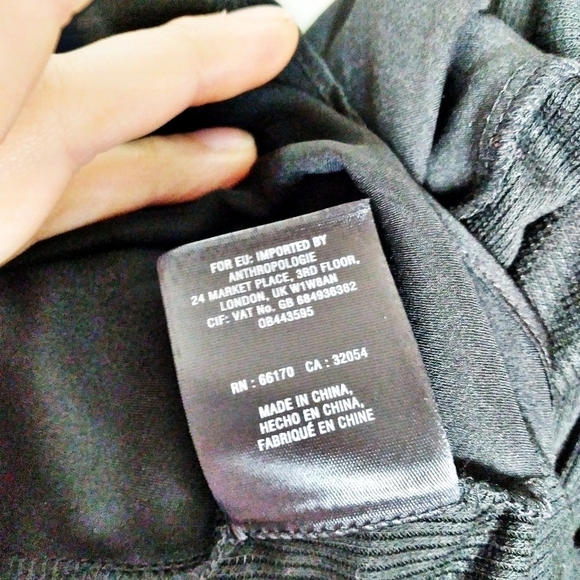 FOR EU: IMPORTED BY
ANTHROPOLOGIE
24 MARKET PLACE, 3RD FLOOR,
LONDON, UK W1W8AN
CIF: VAT No. GB 684936382
0B443595
RN : 66170 CA : 32054
MADE IN CHINA,
HECHO EN CHINA,
FABRIQUÉ EN CHINE